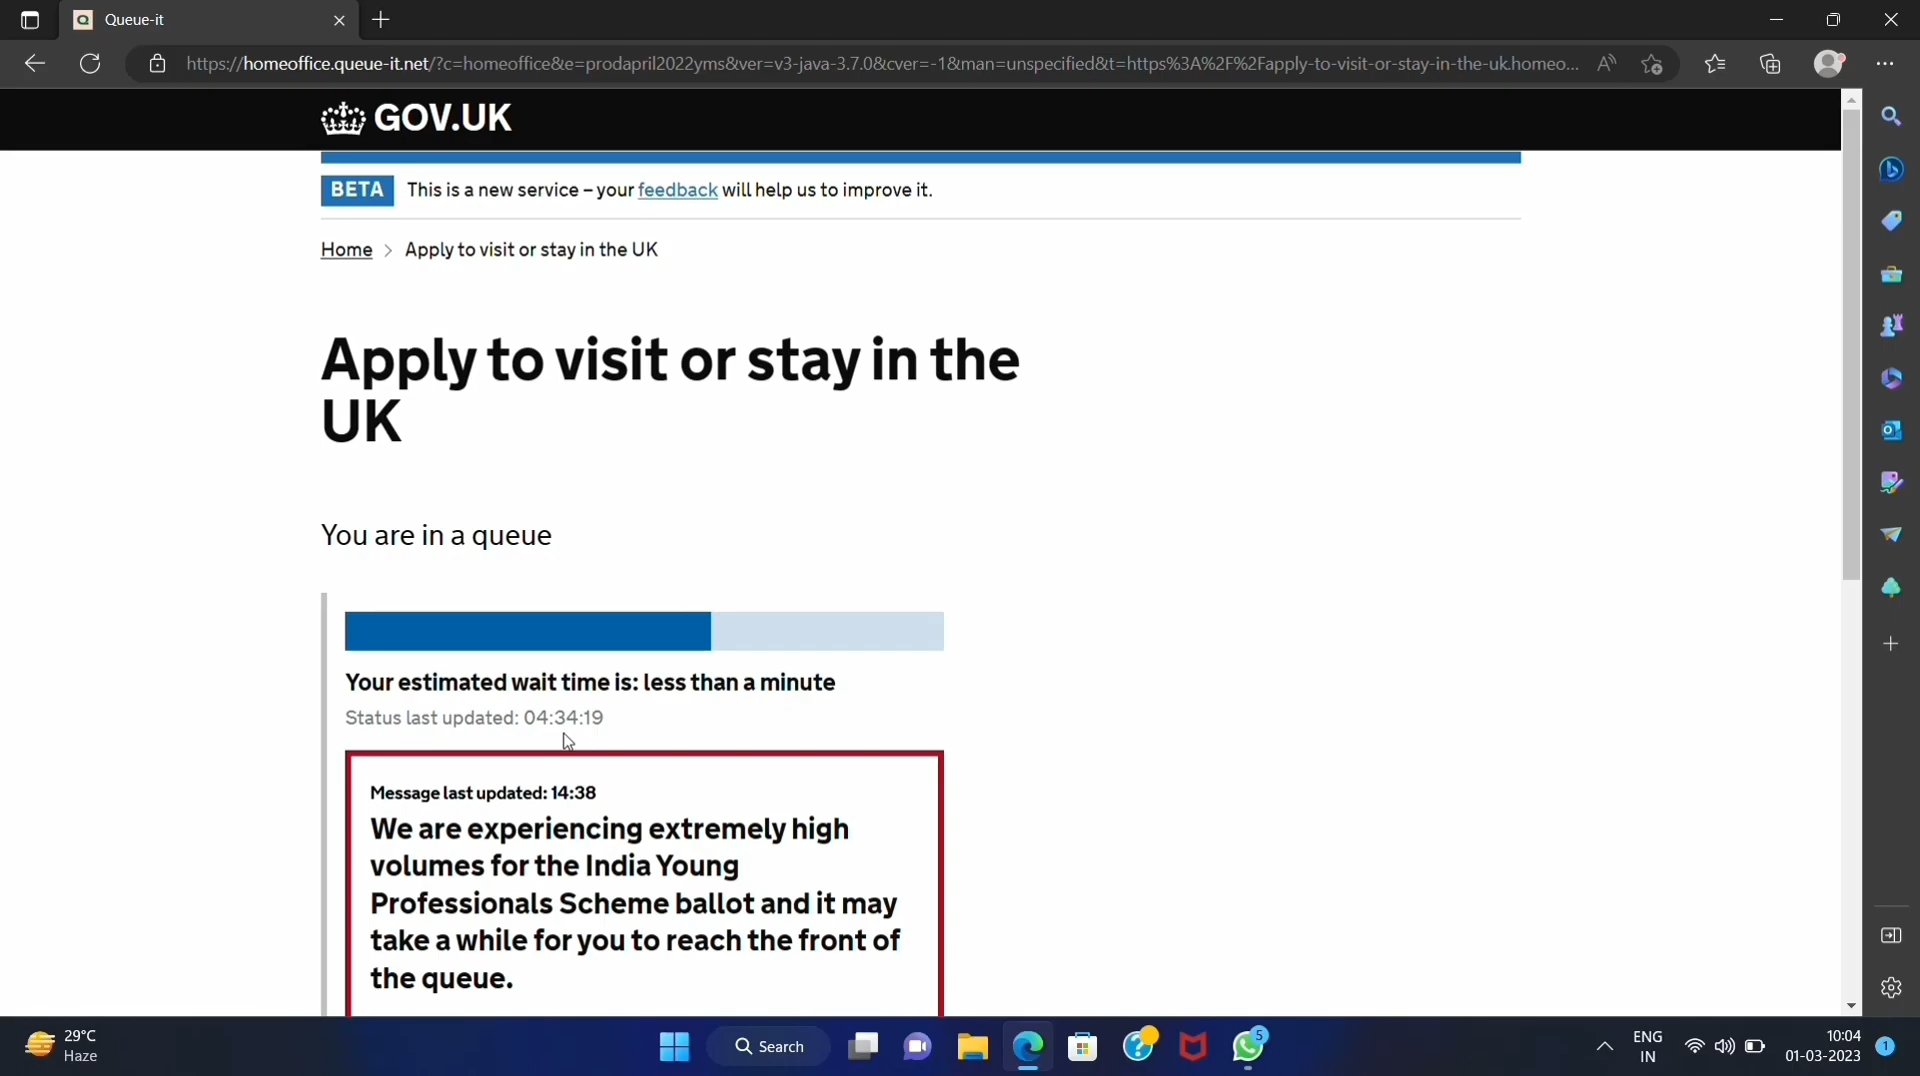 Queue-it
https://homeoffice.queue-it.net/?c=homeoffice&e=prodapril2022yms&ver=v3-java-3.7.0&cver=-1&man=unspecified&t=https%3A%2F%2Fapply-to-visit-or-stay-in-the-uk.homeo...
GOV.UK
BETA This is a new service – your feedback will help us to improve it.
Home > Apply to visit or stay in the UK
Apply to visit or stay in the
UK
You are in a queue
Your estimated wait time is: less than a minute
Status last updated: 04:34:19
Message last updated: 14:38
We are experiencing extremely high
volumes for the India Young
Professionals Scheme ballot and it may
take a while for you to reach the front of
the queue.
29°C
Haze
Search
5
ENG
IN
10:04
01-03-2023
1